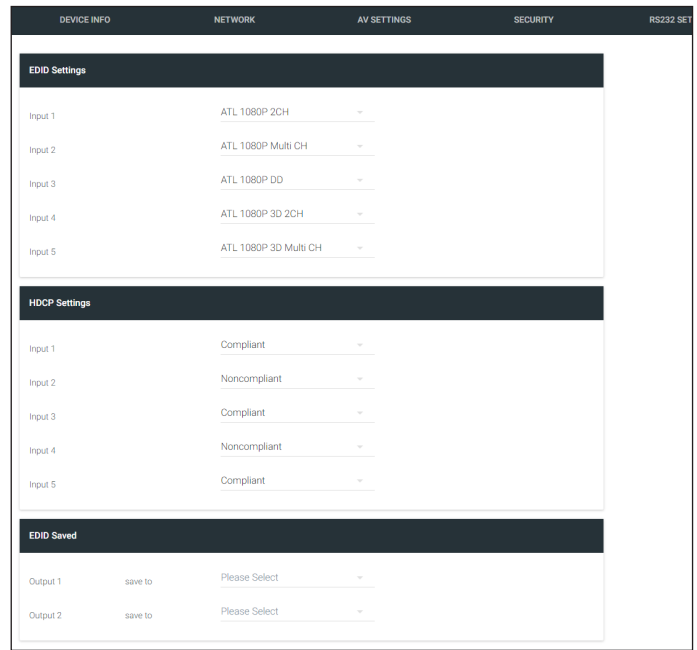 DEVICE INFO NETWORK AV SETTINGS SECURITY RS232 SET
EDID Settings
Input 1 ATL 1080P 2CH
Input 2 ATL 1080P Multi CH
Input 3 ATL 1080P DD
Input 4 ATL 1080P 3D 2CH
Input 5 ATL 1080P 3D Multi CH
HDCP Settings
Input 1 Compliant
Input 2 Noncompliant
Input 3 Compliant
Input 4 Noncompliant
Input 5 Compliant
EDID Saved
Output 1 save to Please Select
Output 2 save to Please Select